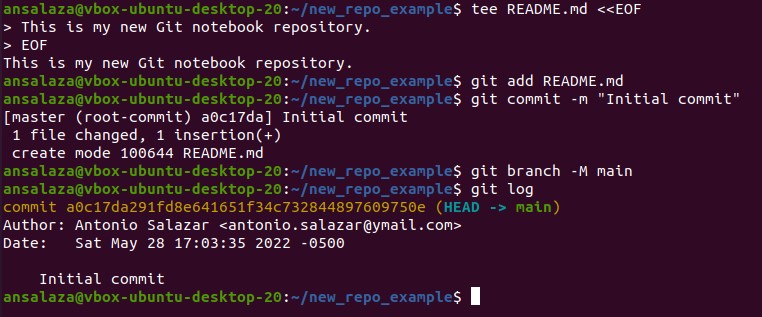 ansalaza@vbox-ubuntu-desktop-20:~/new_repo_example$ tee README.md <<EOF
> This is my new Git notebook repository.
> EOF
This is my new Git notebook repository.
ansalaza@vbox-ubuntu-desktop-20:~/new_repo_example$ git add README.md
ansalaza@vbox-ubuntu-desktop-20:~/new_repo_example$ git commit -m "Initial commit"
[master (root-commit) a0c17da] Initial commit
 1 file changed, 1 insertion(+)
 create mode 100644 README.md
ansalaza@vbox-ubuntu-desktop-20:~/new_repo_example$ git branch -M main
ansalaza@vbox-ubuntu-desktop-20:~/new_repo_example$ git log
commit a0c17da291fd8e641651f34c732844897609750e (HEAD -> main)
Author: Antonio Salazar <antonio.salazar@ymail.com>
Date:   Sat May 28 17:03:35 2022 -0500

    Initial commit
ansalaza@vbox-ubuntu-desktop-20:~/new_repo_example$